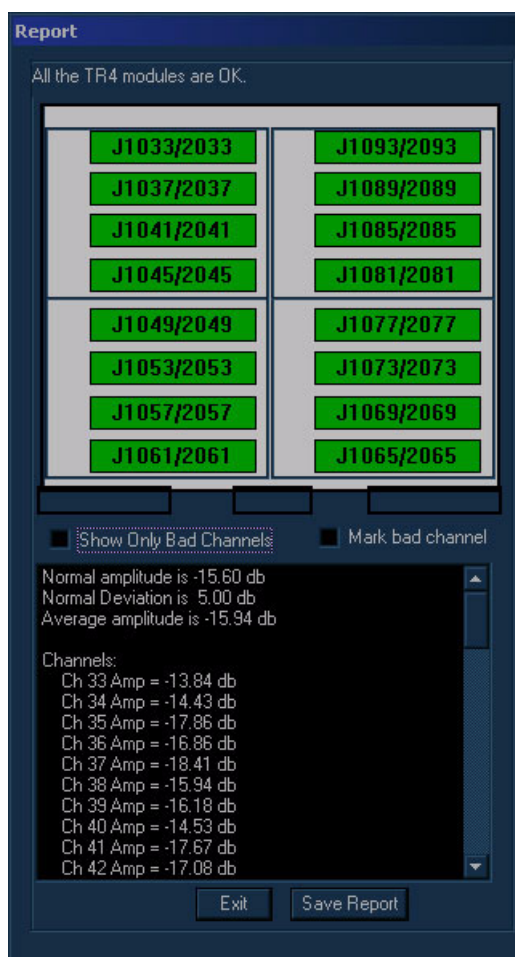 Report
All the TR4 modules are OK.
J1033/2033 J1093/2093
J1037/2037 J1089/2089
J1041/2041 J1085/2085
J1045/2045 J1081/2081
J1049/2049 J1077/2077
J1053/2053 J1073/2073
J1057/2057 J1069/2069
J1061/2061 J1065/2065
Show Only Bad Channels Mark bad channel
Normal amplitude is -15.60 db
Normal Deviation is 5.00 db
Average amplitude is -15.94 db
Channels:
Ch 33 Amp = -13.84 db
Ch 34 Amp = -14.43 db
Ch 35 Amp = -17.86 db
Ch 36 Amp = -16.86 db
Ch 37 Amp = -18.41 db
Ch 38 Amp = -15.94 db
Ch 39 Amp = -16.18 db
Ch 40 Amp = -14.53 db
Ch 41 Amp = -17.67 db
Ch 42 Amp = -17.08 db
Exit Save Report